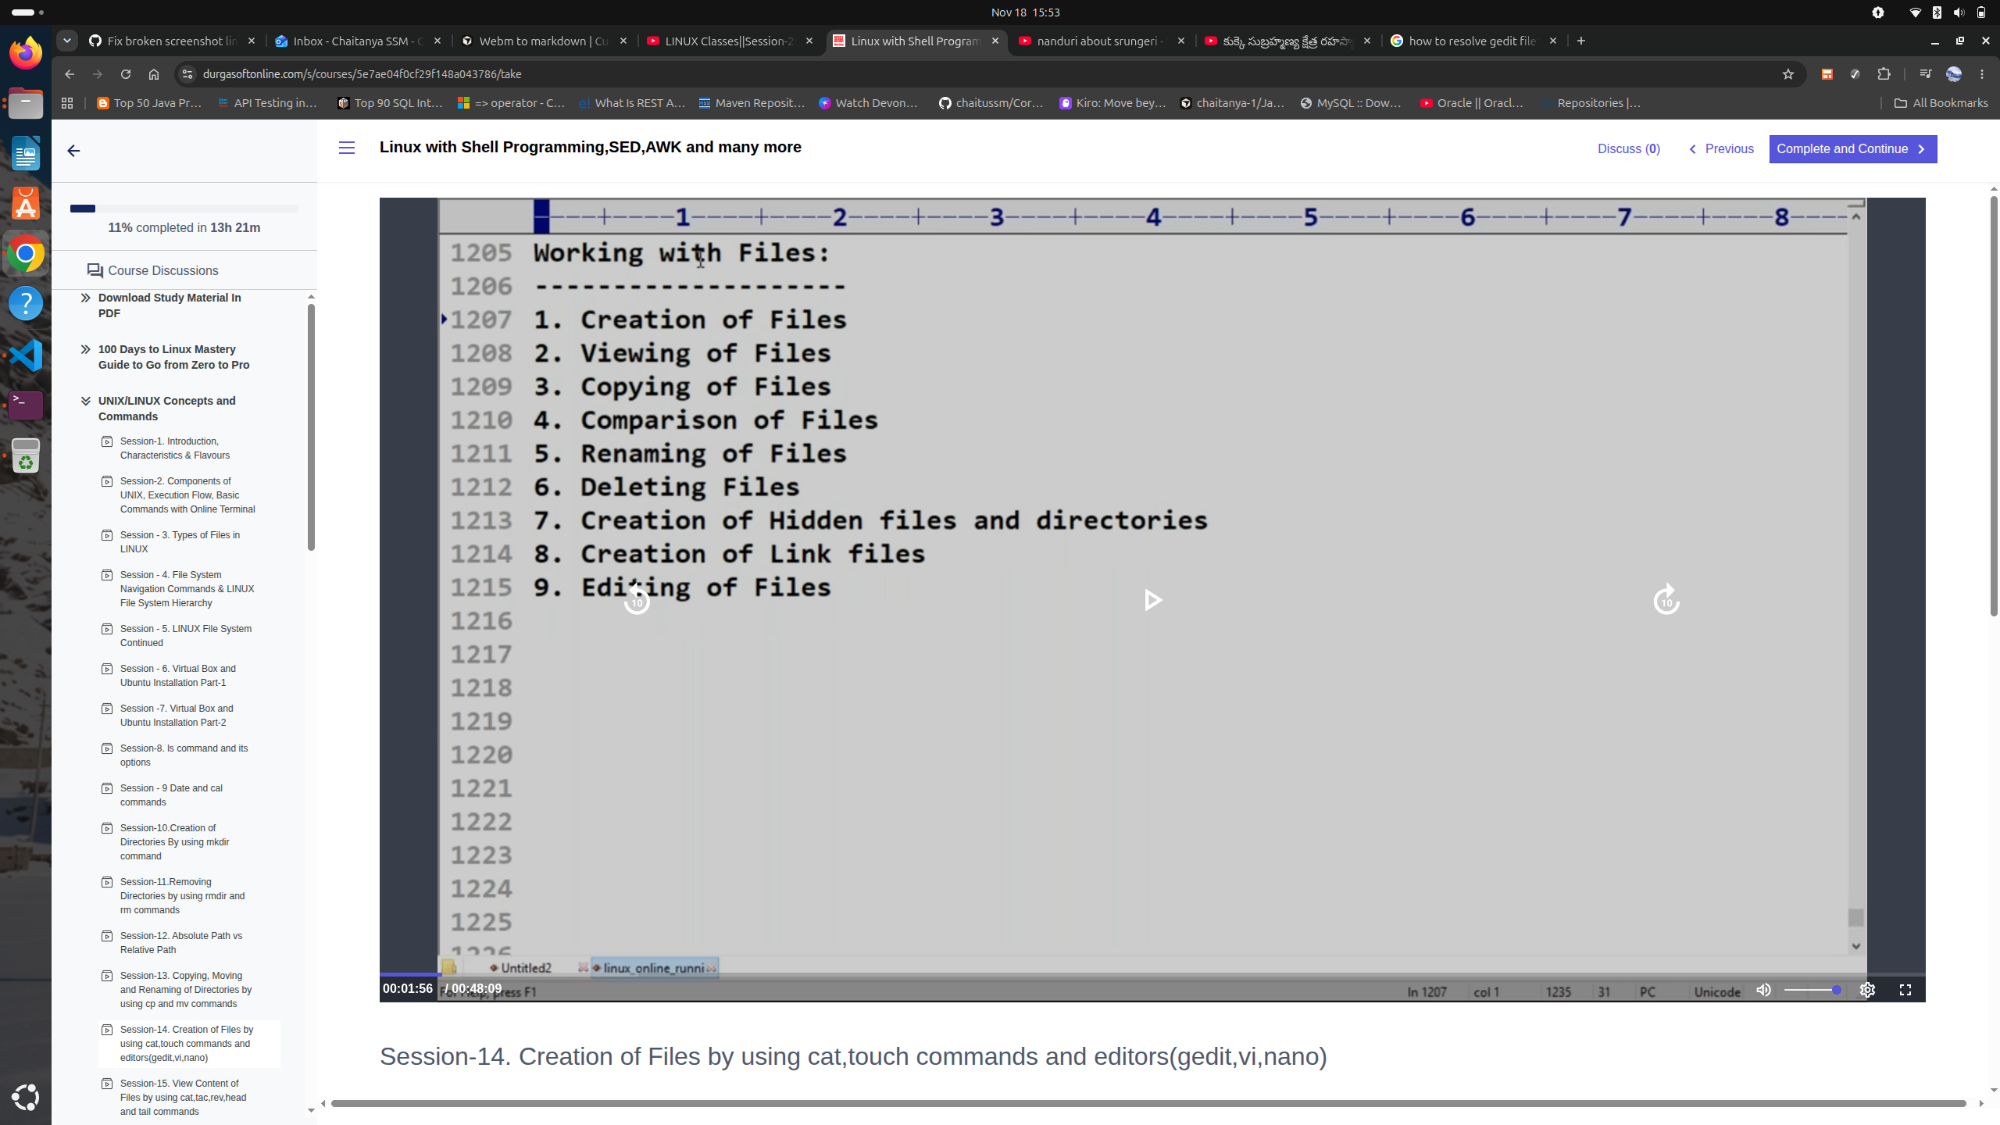 Nov 18 15:53
Fix broken screenshot lin
Inbox - Chaitanya SSM - C
Webm to markdown | Cu
LINUX Classes||Session-2
Linux with Shell Program
nanduri about srungeri -
కుక్కె సుబ్రహ్మణ్య క్షేత్ర రహస్
how to resolve gedit file
durgasoftonline.com/s/courses/5e7ae04f0cf29f148a043786/take
Top 50 Java Pr...
API Testing in...
Top 90 SQL Int...
=> operator - C...
What Is REST A...
Maven Reposit...
Watch Devon...
chaitussm/Cor...
Kiro: Move bey...
chaitanya-1/Ja...
MySQL :: Dow...
Oracle || Oracl...
Repositories |...
All Bookmarks
Linux with Shell Programming,SED,AWK and many more
Discuss (0)
Previous
Complete and Continue
11% completed in 13h 21m
Course Discussions
Download Study Material In
PDF
100 Days to Linux Mastery
Guide to Go from Zero to Pro
UNIX/LINUX Concepts and
Commands
Session-1. Introduction,
Characteristics & Flavours
Session-2. Components of
UNIX, Execution Flow, Basic
Commands with Online Terminal
Session - 3. Types of Files in
LINUX
Session - 4. File System
Navigation Commands & LINUX
File System Hierarchy
Session - 5. LINUX File System
Continued
Session - 6. Virtual Box and
Ubuntu Installation Part-1
Session -7. Virtual Box and
Ubuntu Installation Part-2
Session-8. ls command and its
options
Session - 9 Date and cal
commands
Session-10.Creation of
Directories By using mkdir
command
Session-11.Removing
Directories by using rmdir and
rm commands
Session-12. Absolute Path vs
Relative Path
Session-13. Copying, Moving
and Renaming of Directories by
using cp and mv commands
Session-14. Creation of Files by
using cat,touch commands and
editors(gedit,vi,nano)
Session-15. View Content of
Files by using cat,tac,rev,head
and tail commands
----+----1----+----2----+----3----+----4----+----5----+----6----+----7----+----8----
1205 Working with Files:
1206 --------------------
1207 1. Creation of Files
1208 2. Viewing of Files
1209 3. Copying of Files
1210 4. Comparison of Files
1211 5. Renaming of Files
1212 6. Deleting Files
1213 7. Creation of Hidden files and directories
1214 8. Creation of Link files
1215 9. Editing of Files
1216
1217
1218
1219
1220
1221
1222
1223
1224
1225
1226
10
10
Untitled2
linux_online_runni
00:01:56 / 00:48:09
press F1
ln 1207 col 1 1235 31 PC Unicode
Session-14. Creation of Files by using cat,touch commands and editors(gedit,vi,nano)